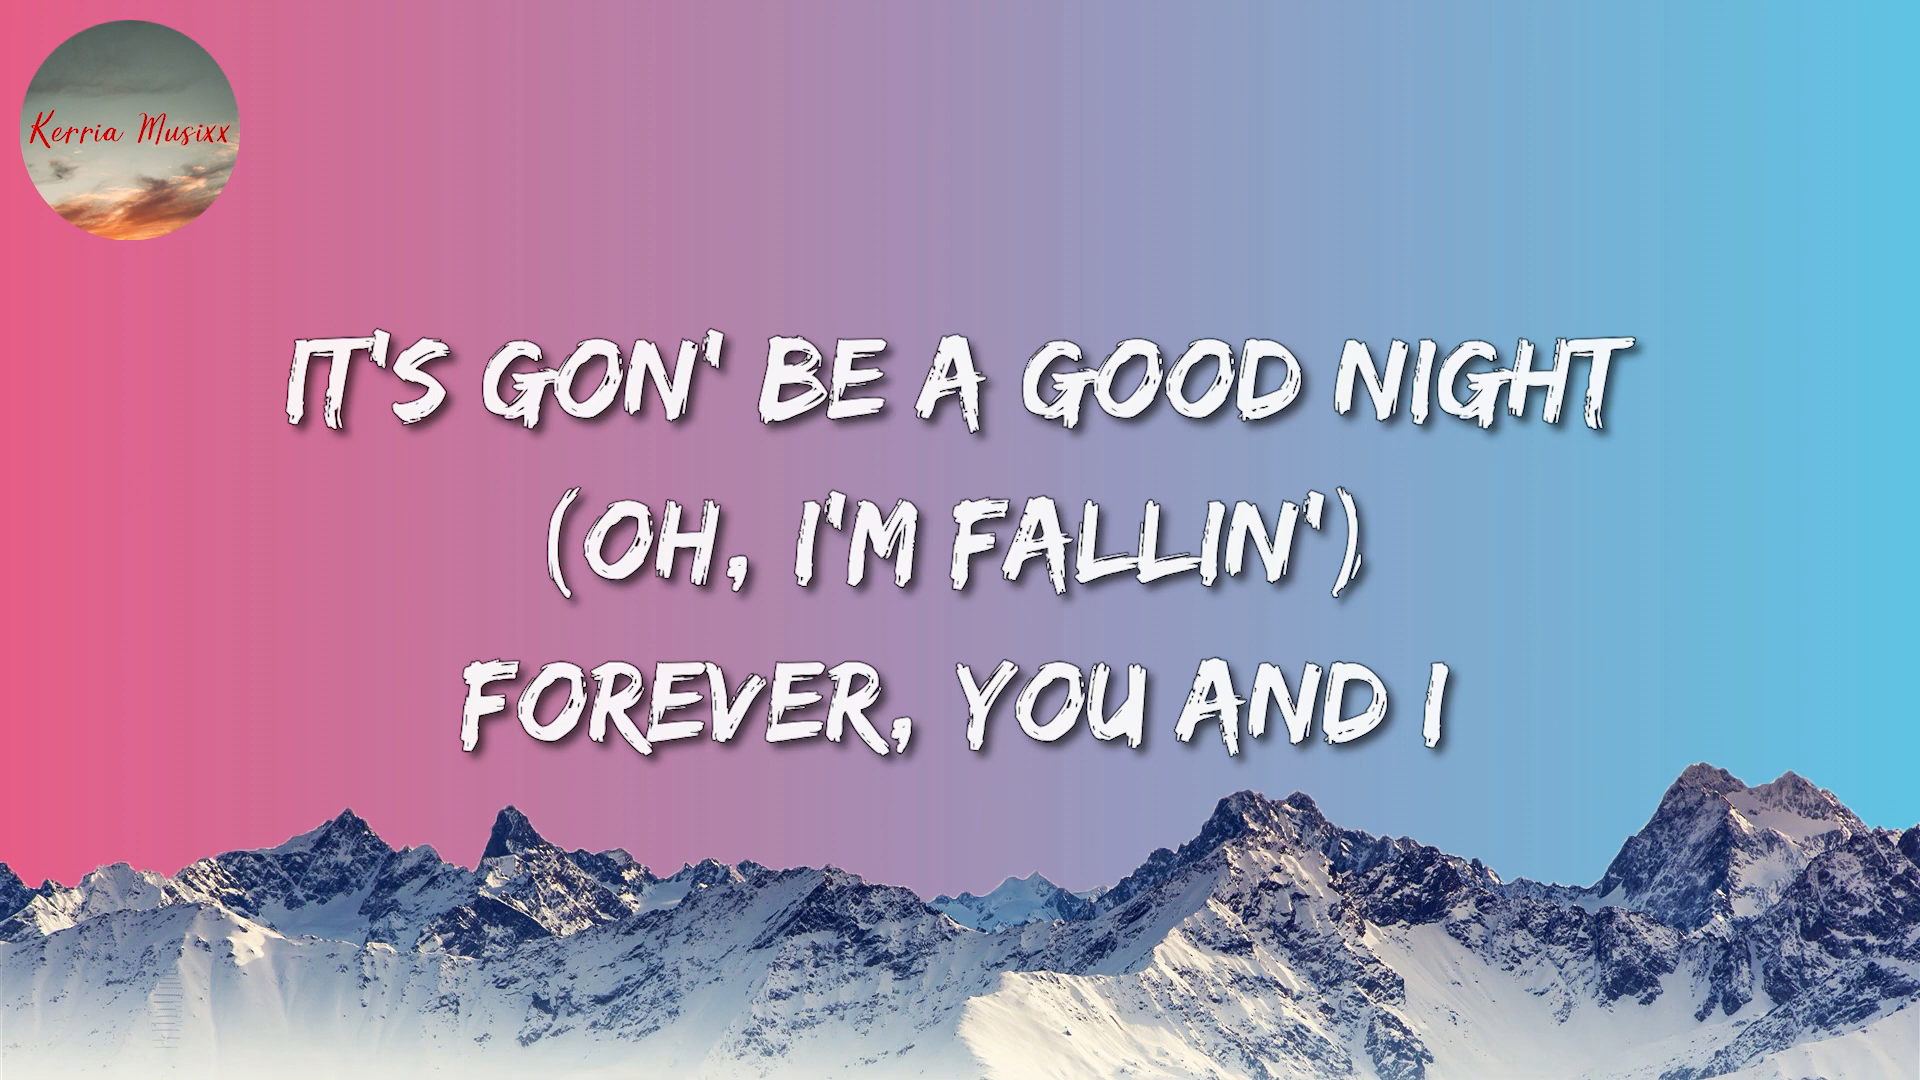 Kerria Musixx
IT'S GON' BE A GOOD NIGHT
(OH, I'M FALLIN')
FOREVER, YOU AND I